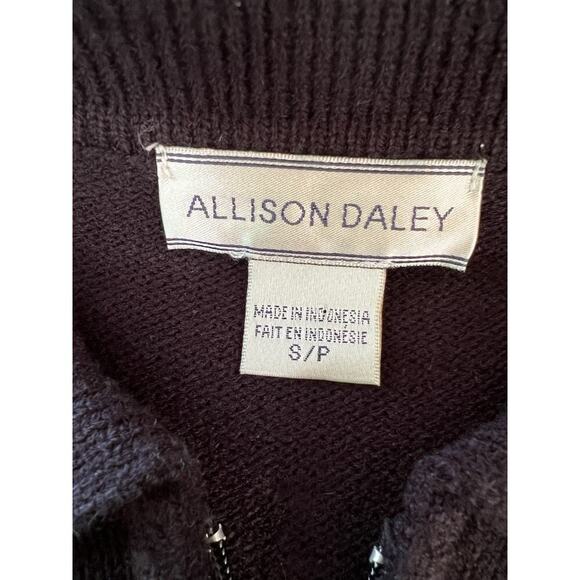 ALLISON DALEY
MADE IN INDONESIA
FAIT EN INDONÉSIE
S/P